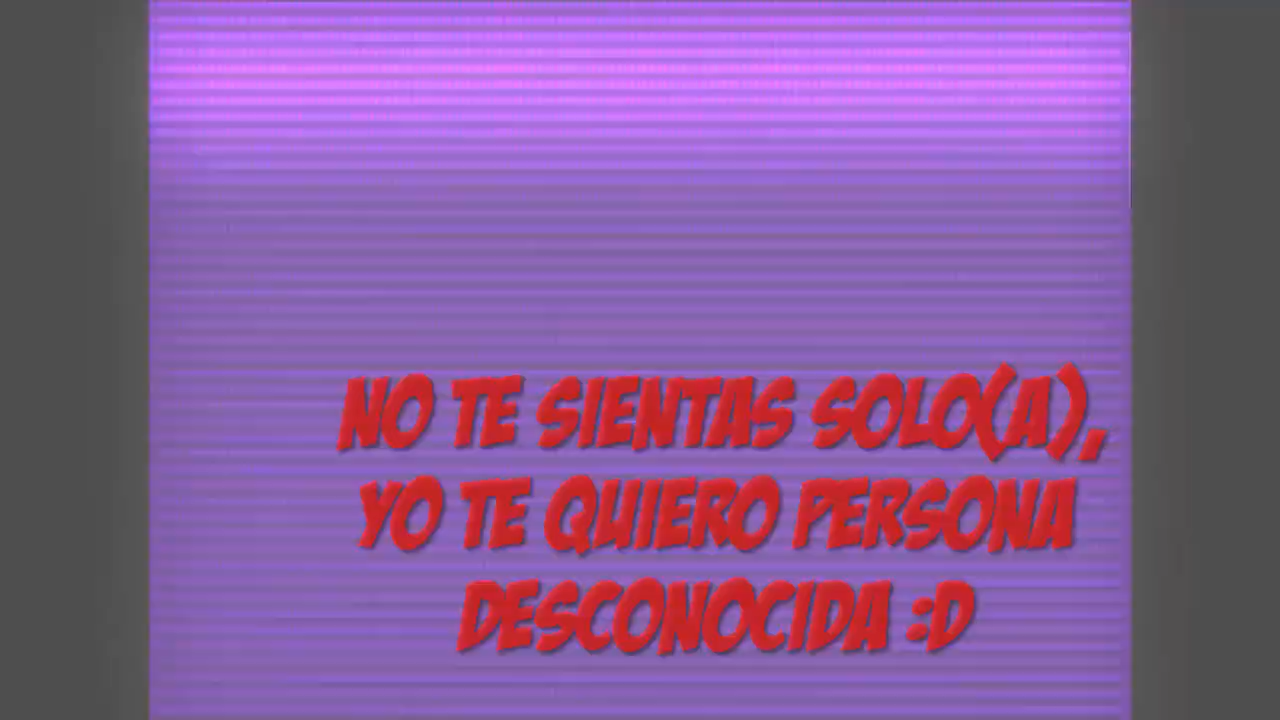 NO TE SIENTAS SOLO(A),
YO TE QUIERO PERSONA
DESCONOCIDA :D